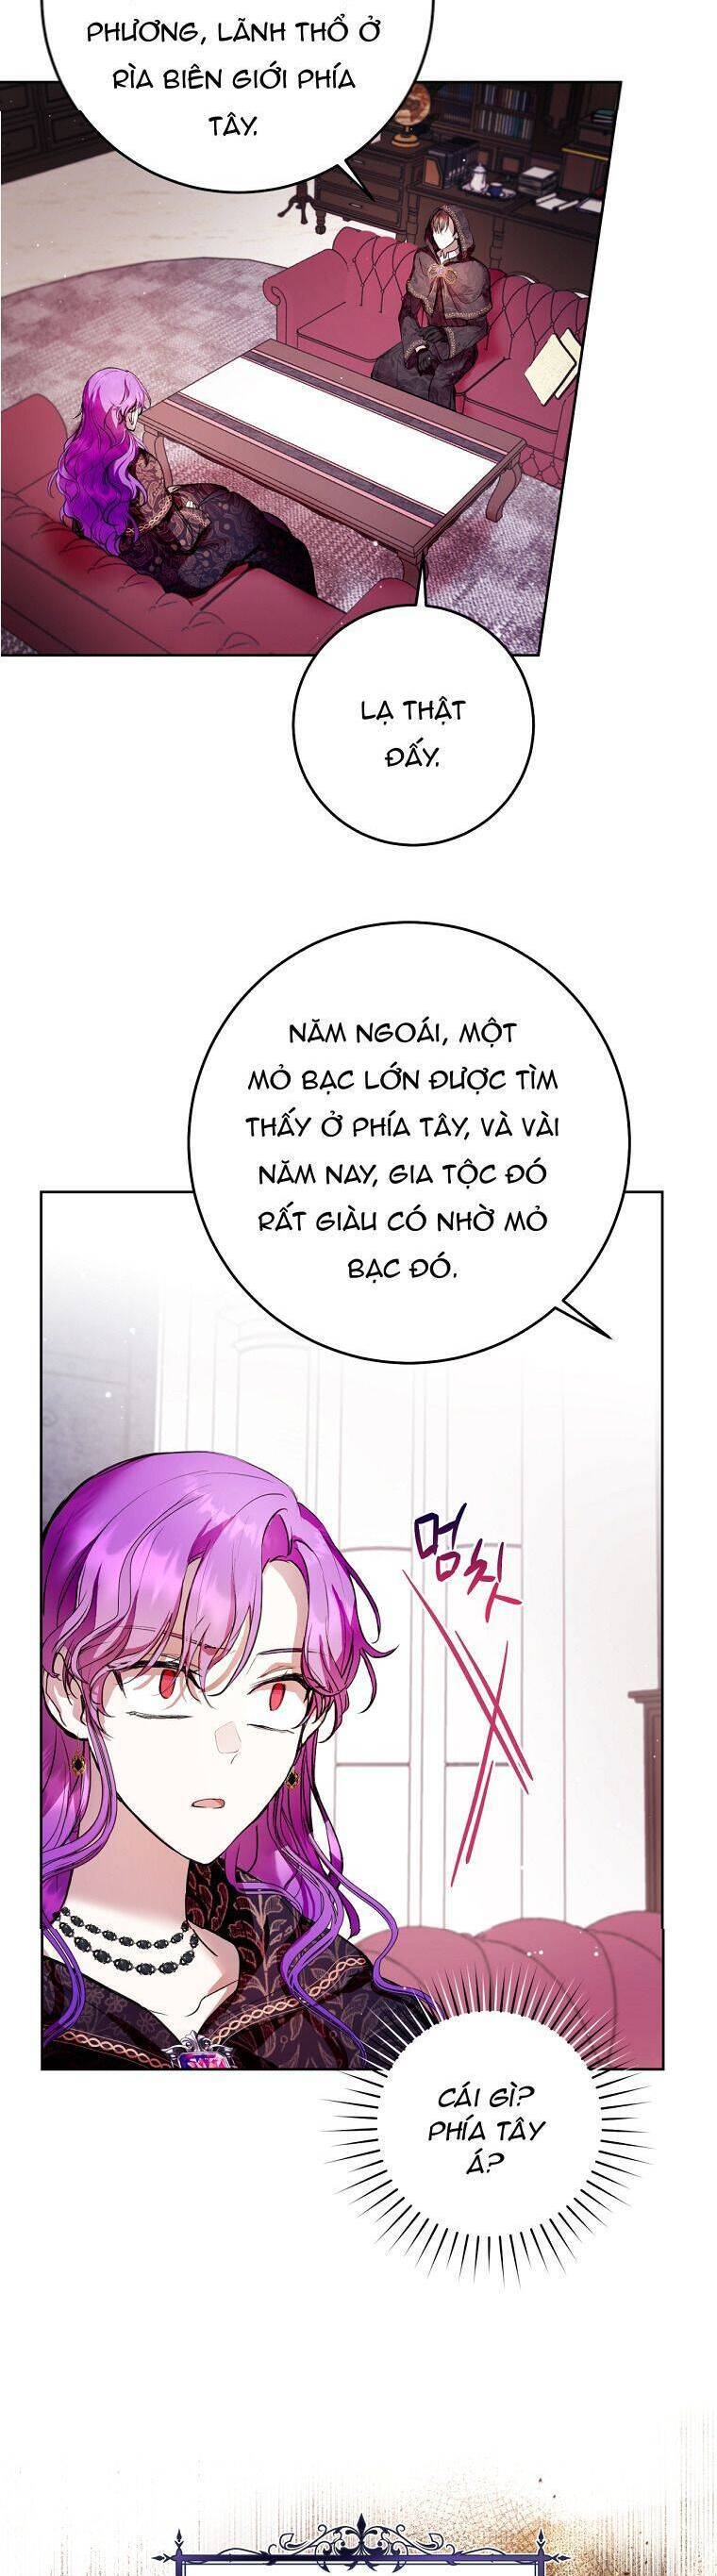 PHƯƠNG, LÃNH THỔ Ở
RÌA BIÊN GIỚI PHÍA
TÂY.
LẠ THẬT
ĐẤY.
NĂM NGOÁI, MỘT
MỎ BẠC LỚN ĐƯỢC TÌM
THẤY Ở PHÍA TÂY, VÀ VÀI
NĂM NAY, GIA TỘC ĐÓ
RẤT GIÀU CÓ NHỜ MỎ
BẠC ĐÓ.
멈칫
CÁI GÌ?
PHÍA TÂY
Á?